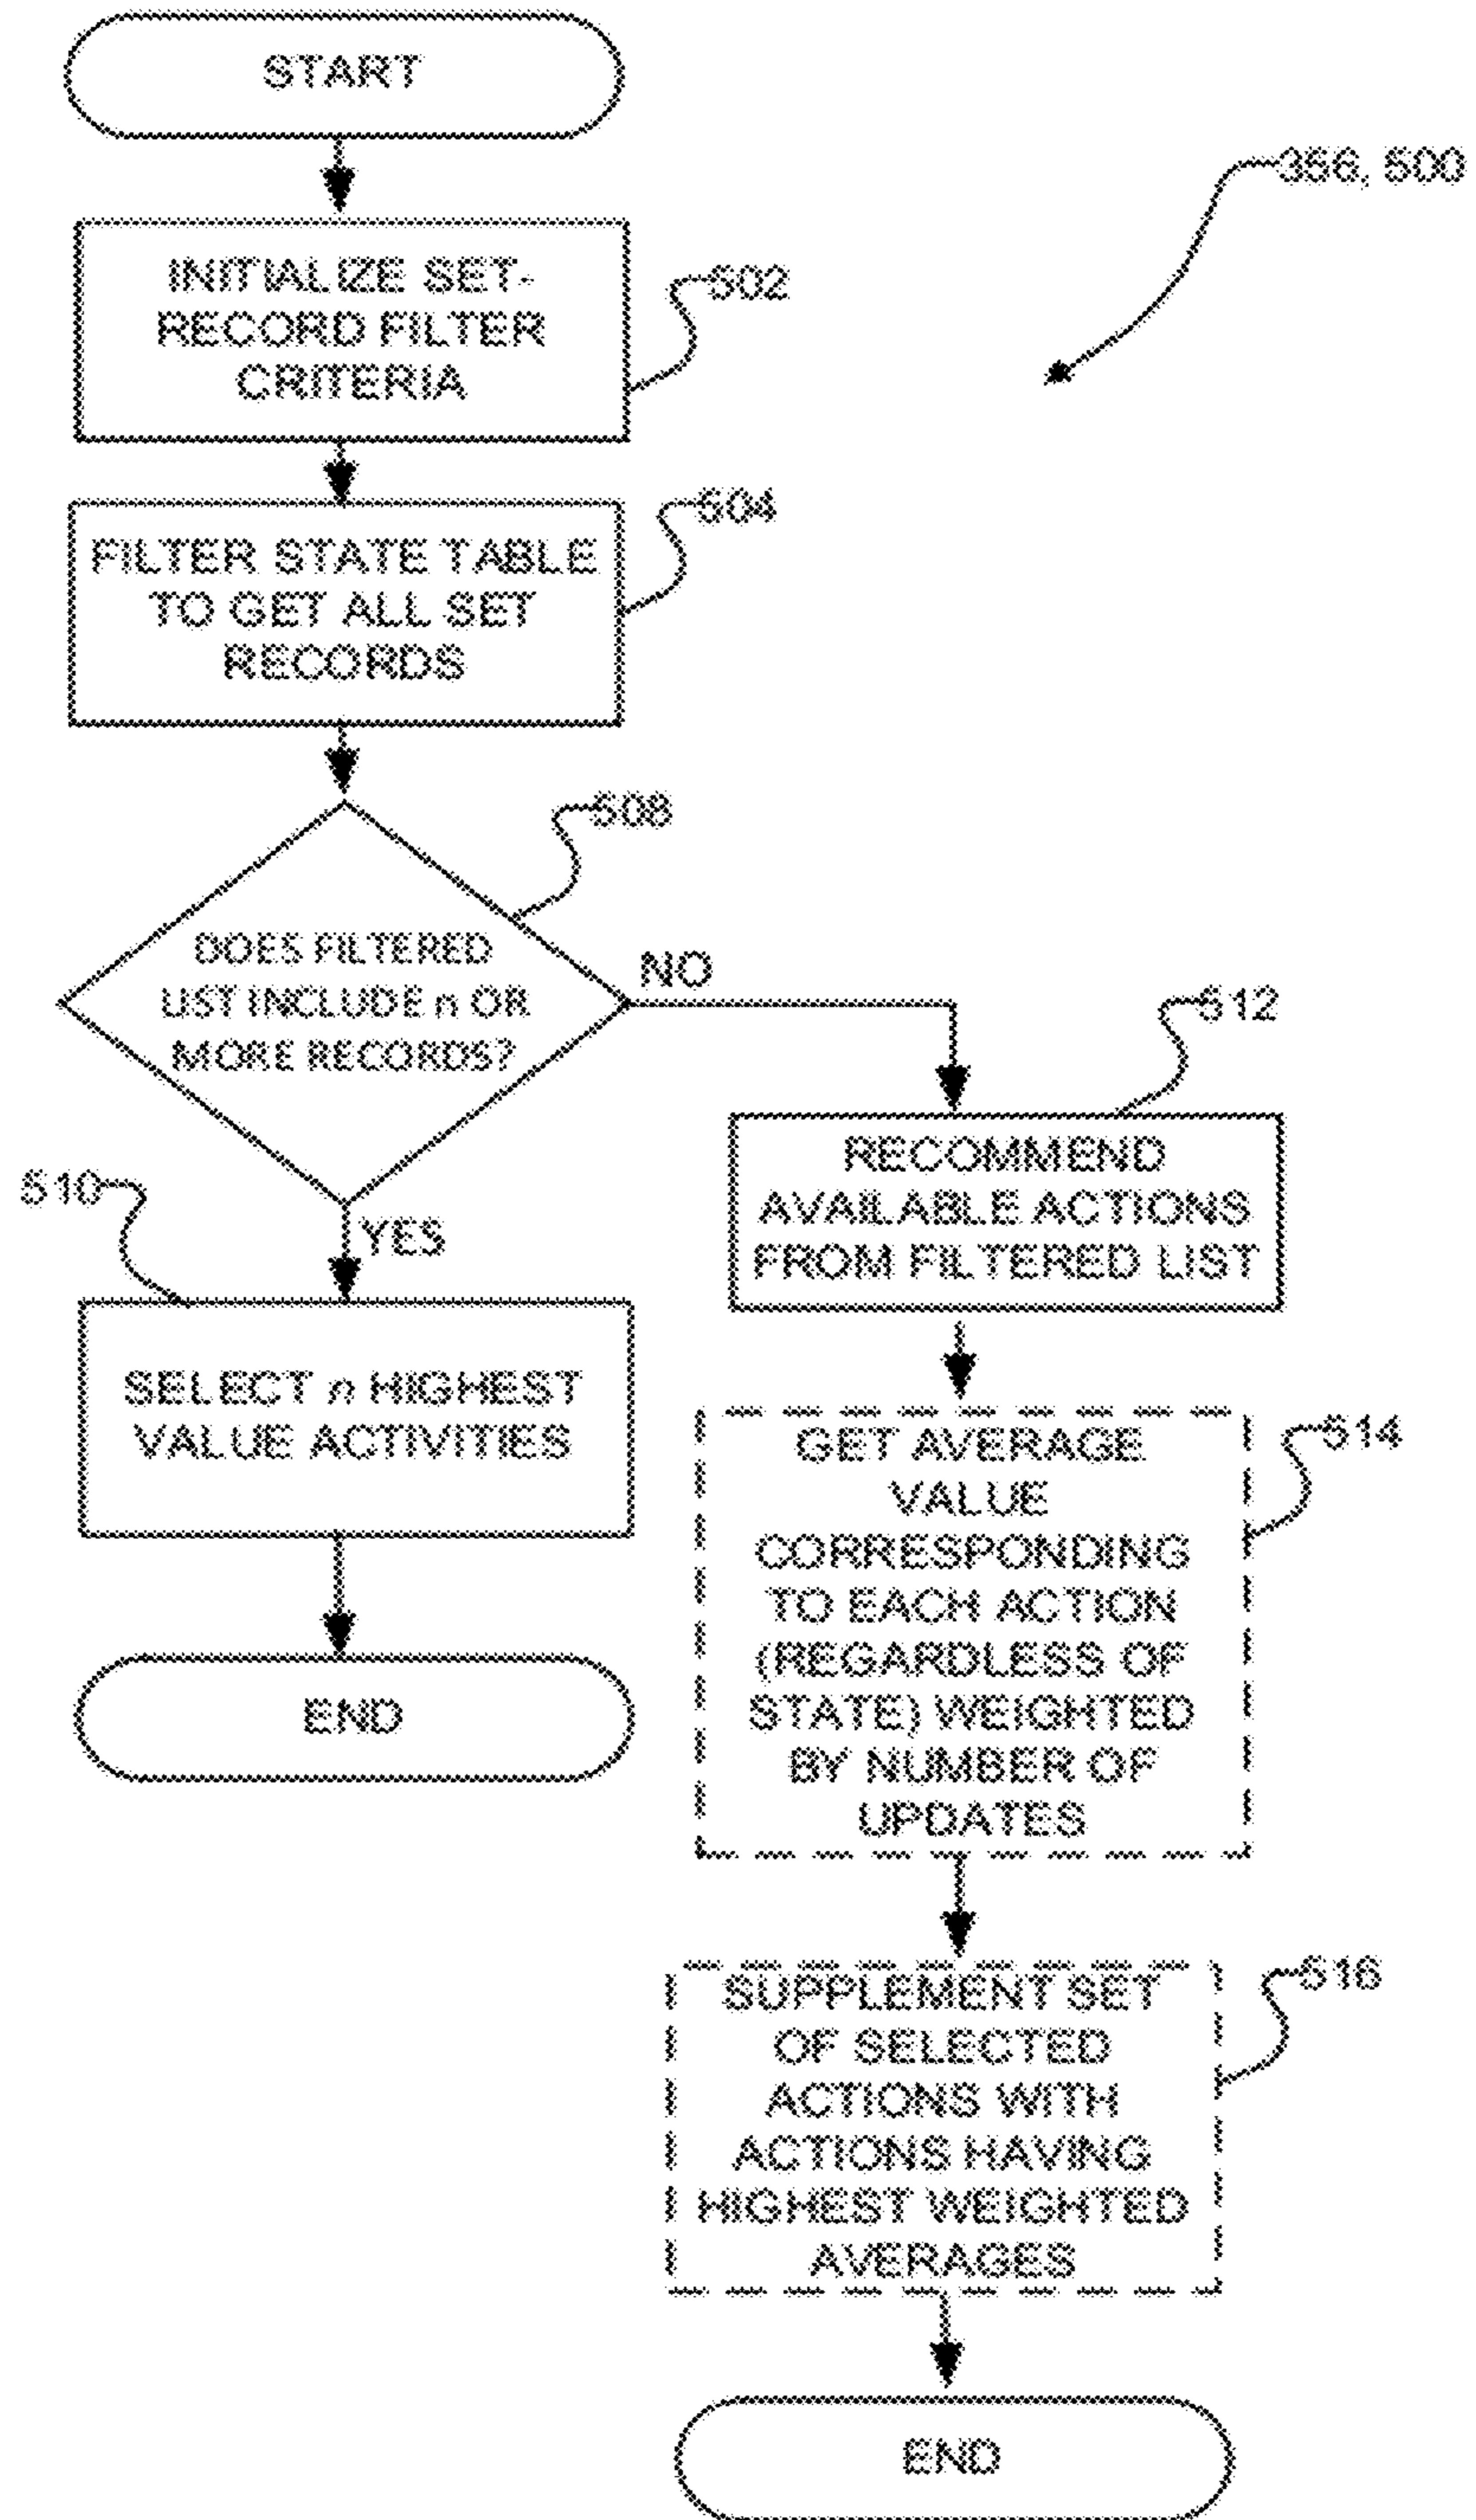 START
356, 500
INITIALIZE SET-
RECORD FILTER
CRITERIA
502
FILTER STATE TABLE
TO GET ALL SET
RECORDS
504
508
DOES FILTERED
LIST INCLUDE n OR
MORE RECORDS?
NO
YES
510
SELECT n HIGHEST
VALUE ACTIVITIES
END
512
RECOMMEND
AVAILABLE ACTIONS
FROM FILTERED LIST
514
GET AVERAGE
VALUE
CORRESPONDING
TO EACH ACTION
(REGARDLESS OF
STATE) WEIGHTED
BY NUMBER OF
UPDATES
516
SUPPLEMENT SET
OF SELECTED
ACTIONS WITH
ACTIONS HAVING
HIGHEST WEIGHTED
AVERAGES
END